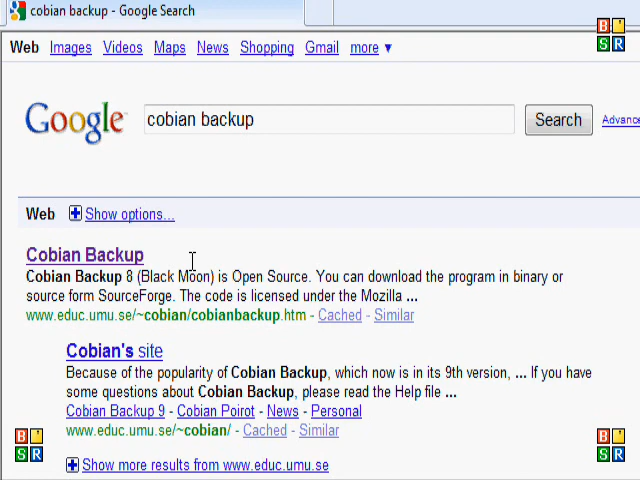 cobian backup - Google Search
Web Images Videos Maps News Shopping Gmail more ▼
Google cobian backup Search Advance
Web Show options...
Cobian Backup
Cobian Backup 8 (Black Moon) is Open Source. You can download the program in binary or
source form SourceForge. The code is licensed under the Mozilla ...
www.educ.umu.se/~cobian/cobianbackup.htm - Cached - Similar
Cobian's site
Because of the popularity of Cobian Backup, which now is in its 9th version, ... If you have
some questions about Cobian Backup, please read the Help file ...
Cobian Backup 9 - Cobian Poirot - News - Personal
www.educ.umu.se/~cobian/ - Cached - Similar
Show more results from www.educ.umu.se
B S R
B S R
B S R